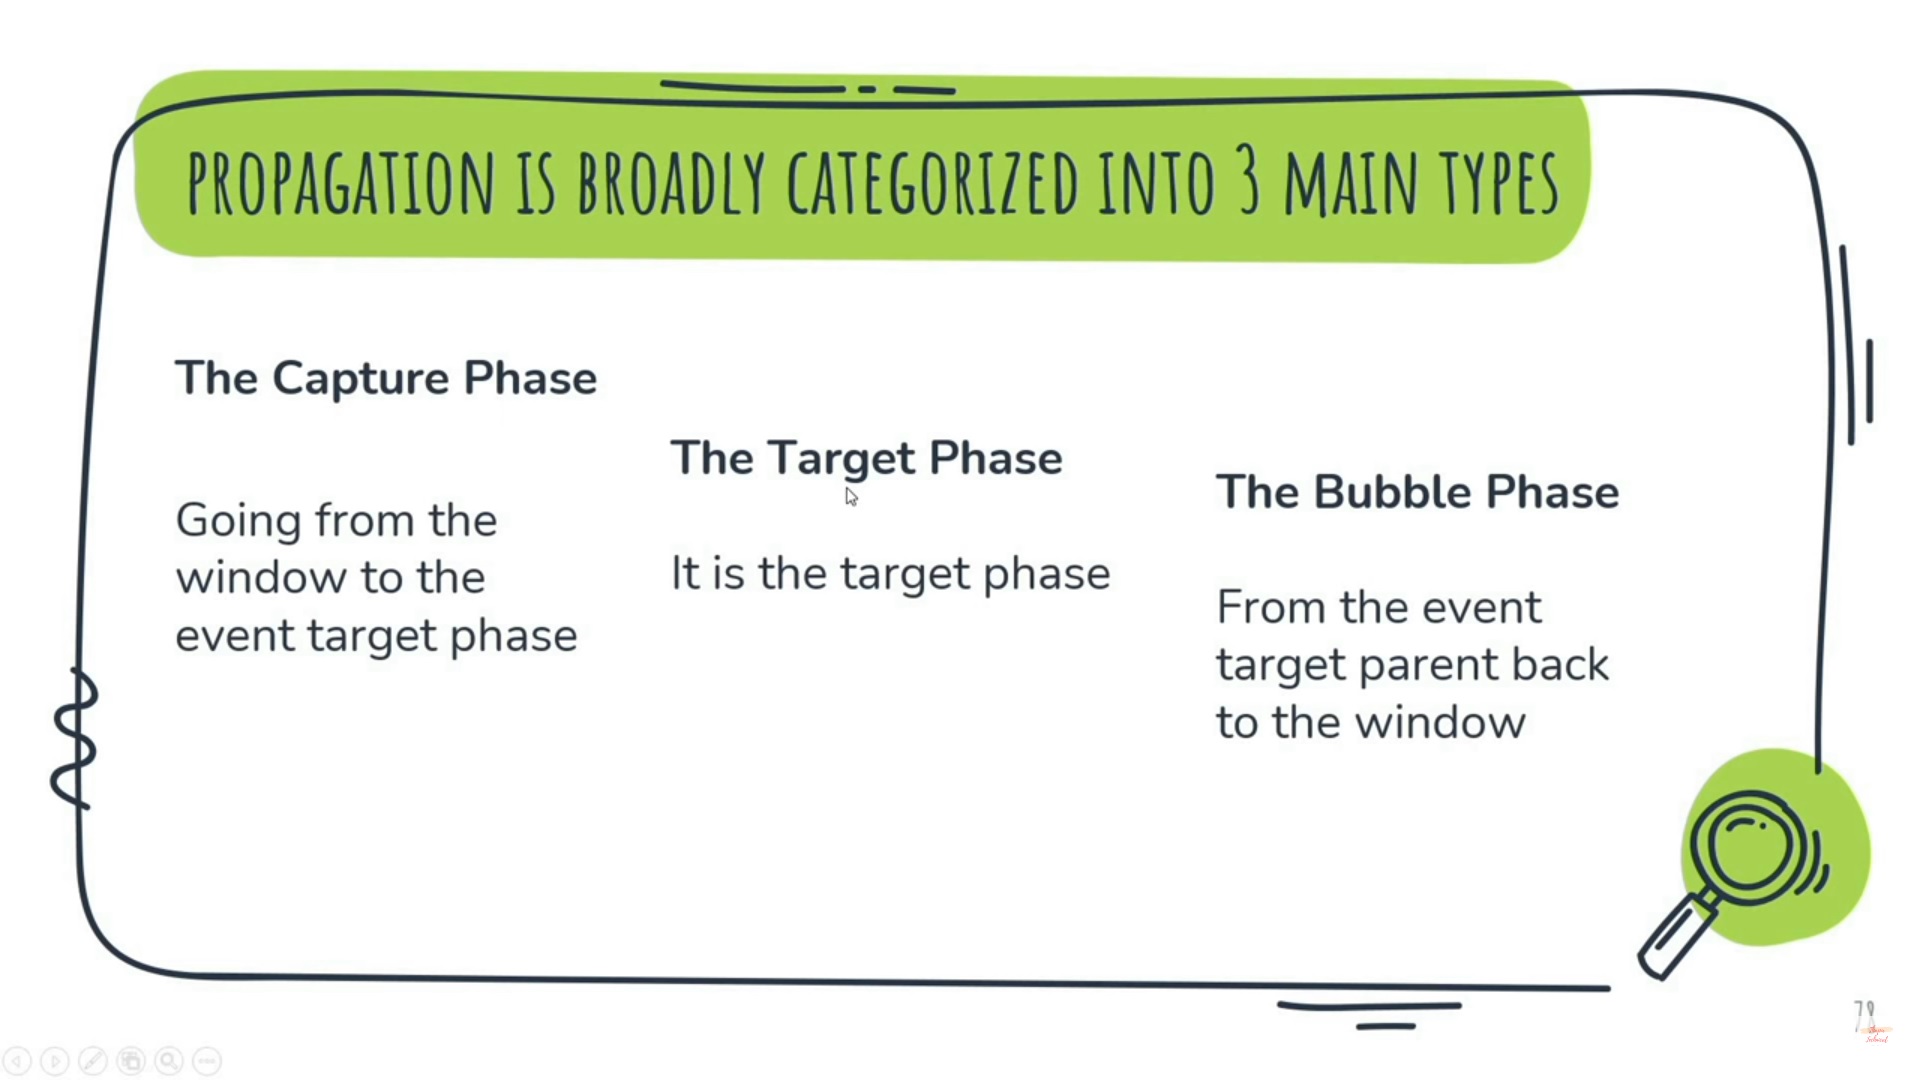 PROPAGATION IS BROADLY CATEGORIZED INTO 3 MAIN TYPES
The Capture Phase
Going from the
window to the
event target phase
The Target Phase
It is the target phase
The Bubble Phase
From the event
target parent back
to the window